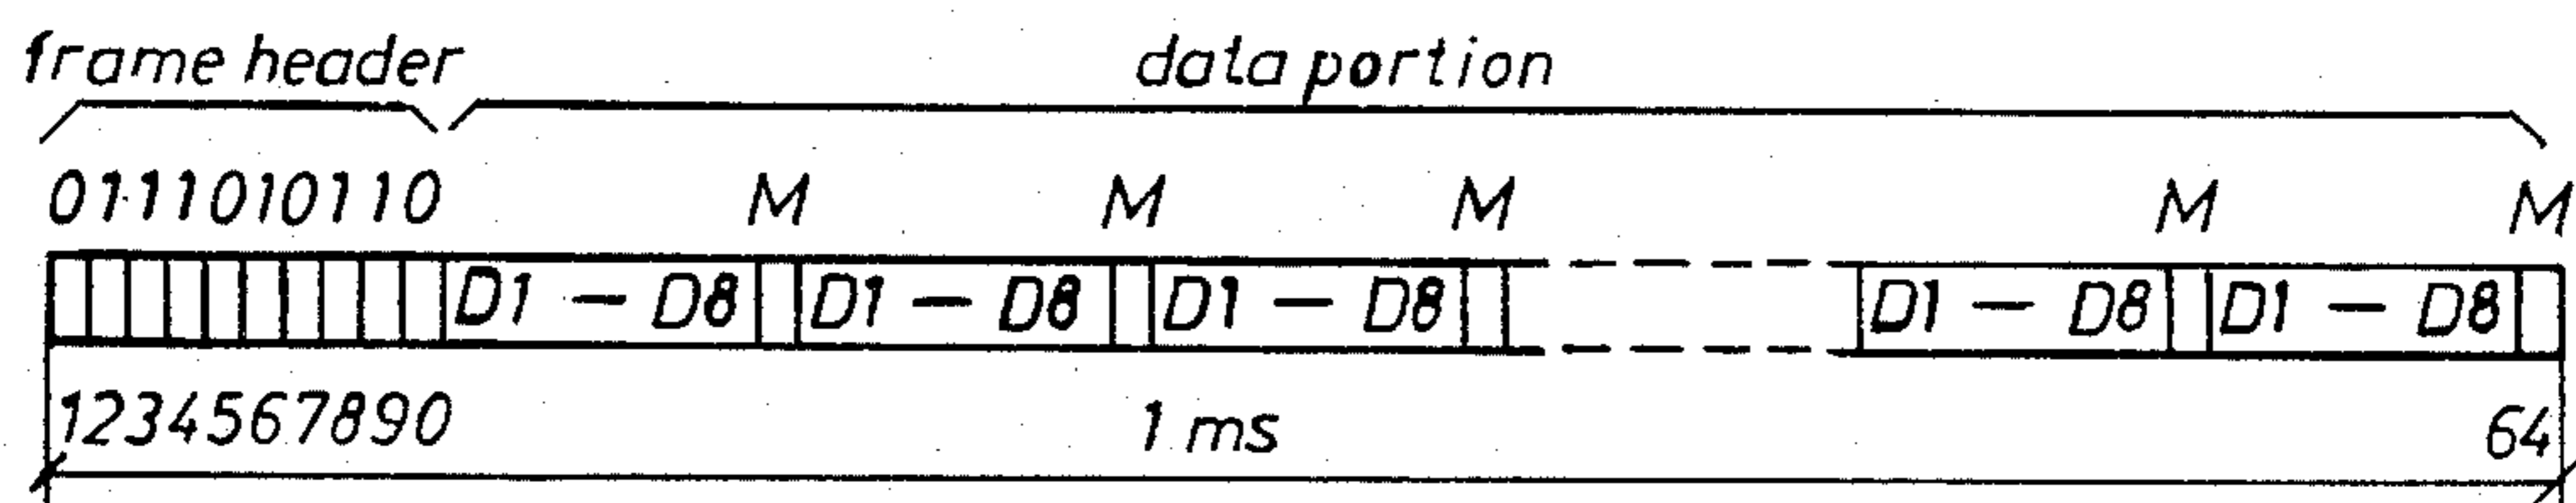 frame header data portion
0111010110 M M M M M
D1 — D8 D1 — D8 D1 — D8 D1 — D8 D1 — D8
1234567890 1 ms 64